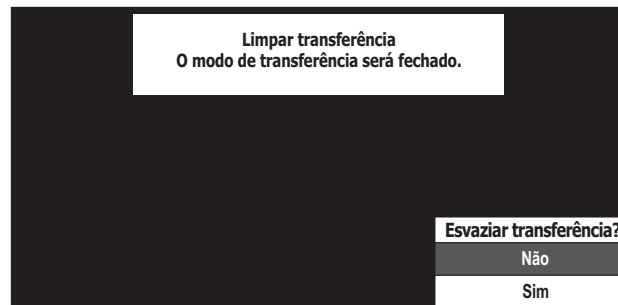 Limpar transferência
O modo de transferência será fechado.
Esvaziar transferência?
Não
Sim